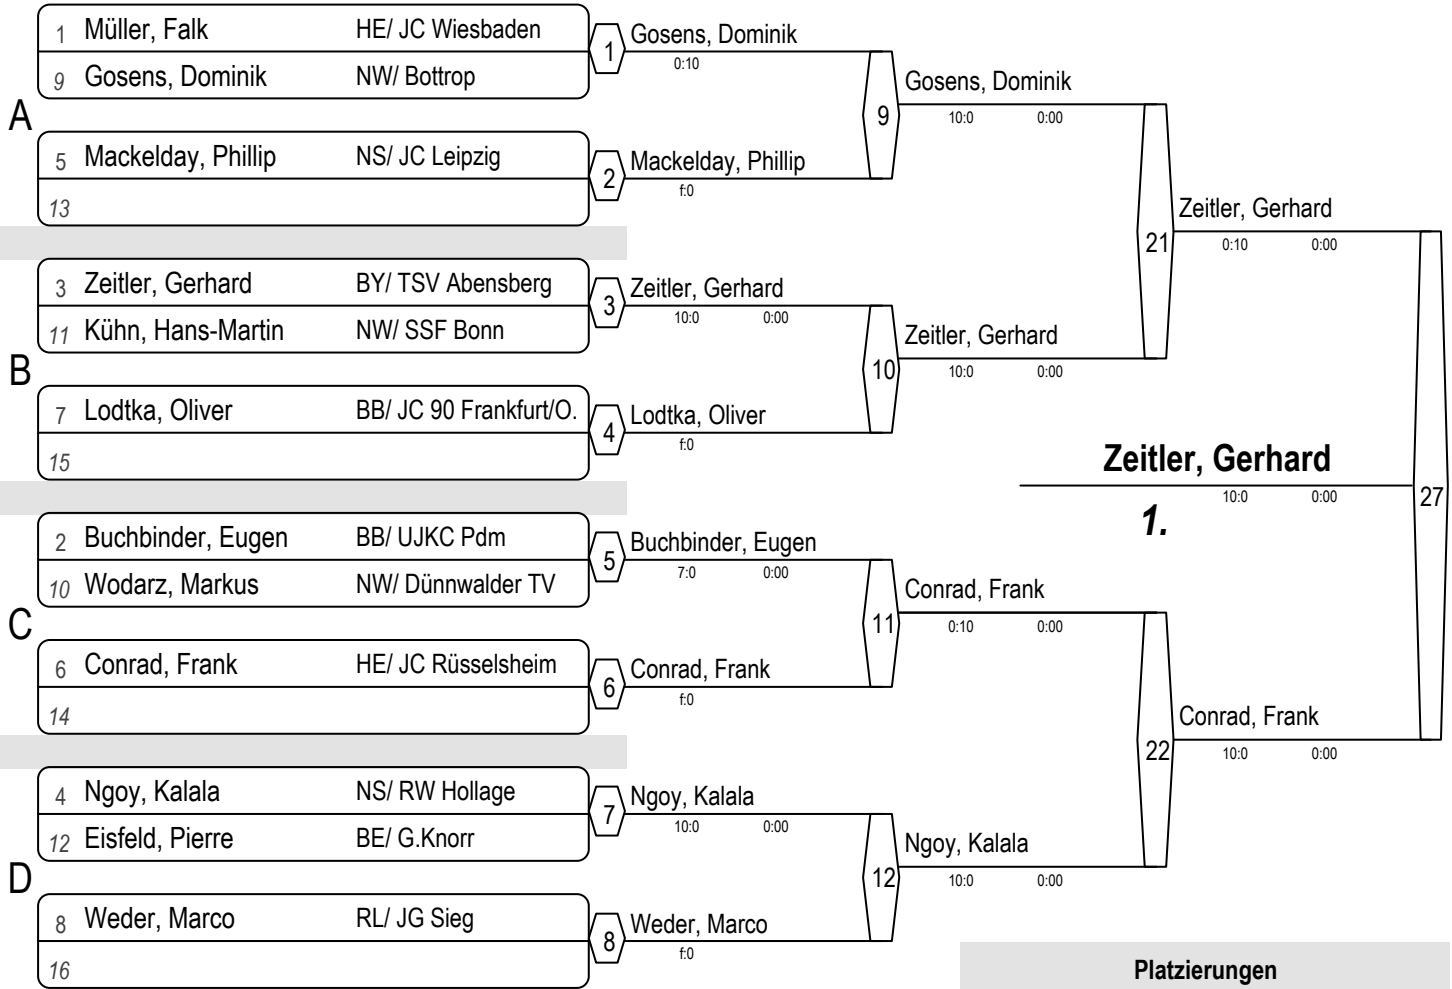 1 Müller, Falk HE/ JC Wiesbaden
9 Gosens, Dominik NW/ Bottrop
1 Gosens, Dominik
0:10
A
5 Mackelday, Phillip NS/ JC Leipzig
13
2 Mackelday, Phillip
f:0
9 Gosens, Dominik
10:0 0:00
3 Zeitler, Gerhard BY/ TSV Abensberg
11 Kühn, Hans-Martin NW/ SSF Bonn
3 Zeitler, Gerhard
10:0 0:00
B
7 Lodtka, Oliver BB/ JC 90 Frankfurt/O.
15
4 Lodtka, Oliver
f:0
10 Zeitler, Gerhard
10:0 0:00
21 Zeitler, Gerhard
0:10 0:00
2 Buchbinder, Eugen BB/ UJKC Pdm
10 Wodarz, Markus NW/ Dünnwalder TV
5 Buchbinder, Eugen
7:0 0:00
C
6 Conrad, Frank HE/ JC Rüsselsheim
14
6 Conrad, Frank
f:0
11 Conrad, Frank
0:10 0:00
4 Ngoy, Kalala NS/ RW Hollage
12 Eisfeld, Pierre BE/ G.Knorr
7 Ngoy, Kalala
10:0 0:00
D
8 Weder, Marco RL/ JG Sieg
16
8 Weder, Marco
f:0
12 Ngoy, Kalala
10:0 0:00
22 Conrad, Frank
10:0 0:00
Zeitler, Gerhard
27
10:0 0:00
1.
Platzierungen